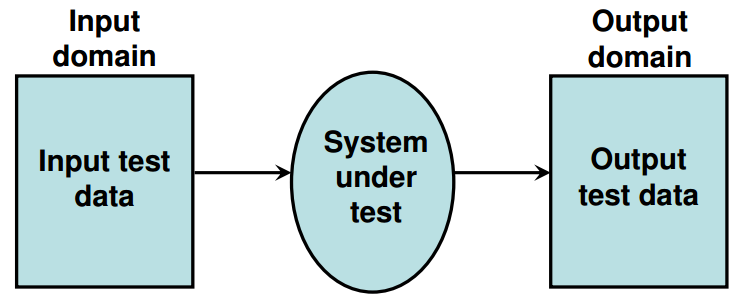 Input
domain
Output
domain
Input test
data
System
under
test
Output
test data